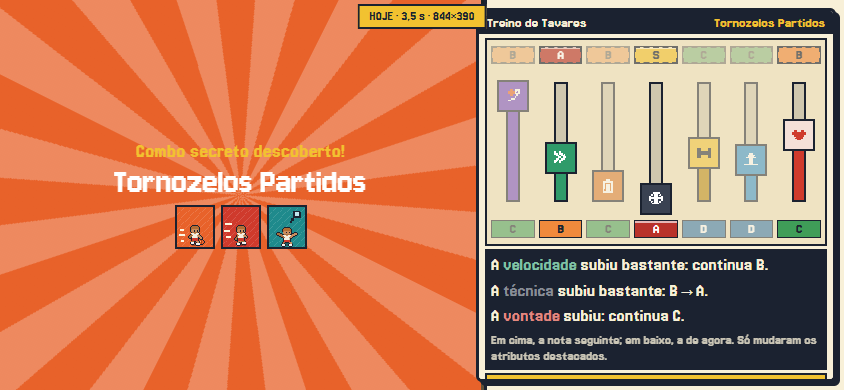 HOJE · 3,5 s · 844×390
Combo secreto descoberto!
Tornozelos Partidos
Treino de Tavares
Tornozelos Partidos
B A B S C C B
C B C A D D C
A velocidade subiu bastante: continua B.
A técnica subiu bastante: B → A.
A vontade subiu: continua C.
Em cima, a nota seguinte; em baixo, a de agora. Só mudaram os
atributos destacados.